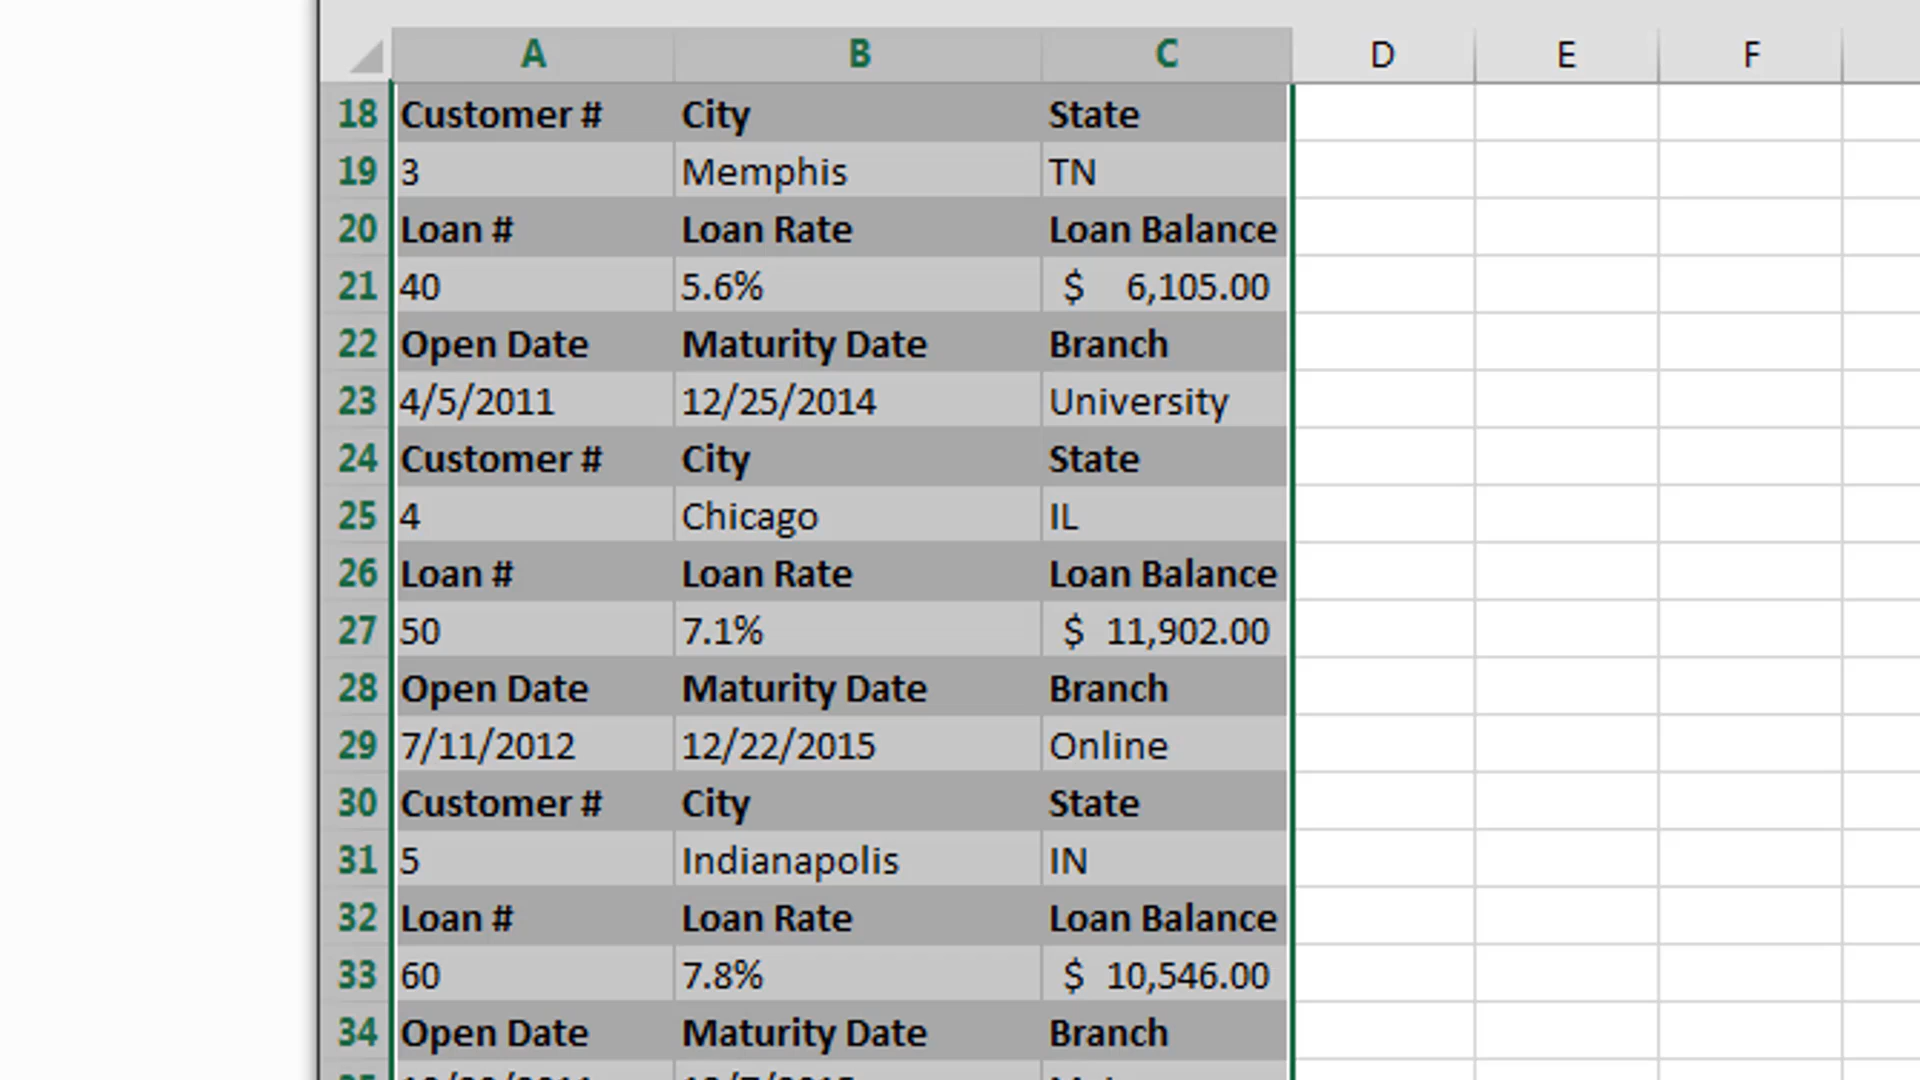 A B C D E F
18 Customer # City State
19 3 Memphis TN
20 Loan # Loan Rate Loan Balance
21 40 5.6% $ 6,105.00
22 Open Date Maturity Date Branch
23 4/5/2011 12/25/2014 University
24 Customer # City State
25 4 Chicago IL
26 Loan # Loan Rate Loan Balance
27 50 7.1% $ 11,902.00
28 Open Date Maturity Date Branch
29 7/11/2012 12/22/2015 Online
30 Customer # City State
31 5 Indianapolis IN
32 Loan # Loan Rate Loan Balance
33 60 7.8% $ 10,546.00
34 Open Date Maturity Date Branch